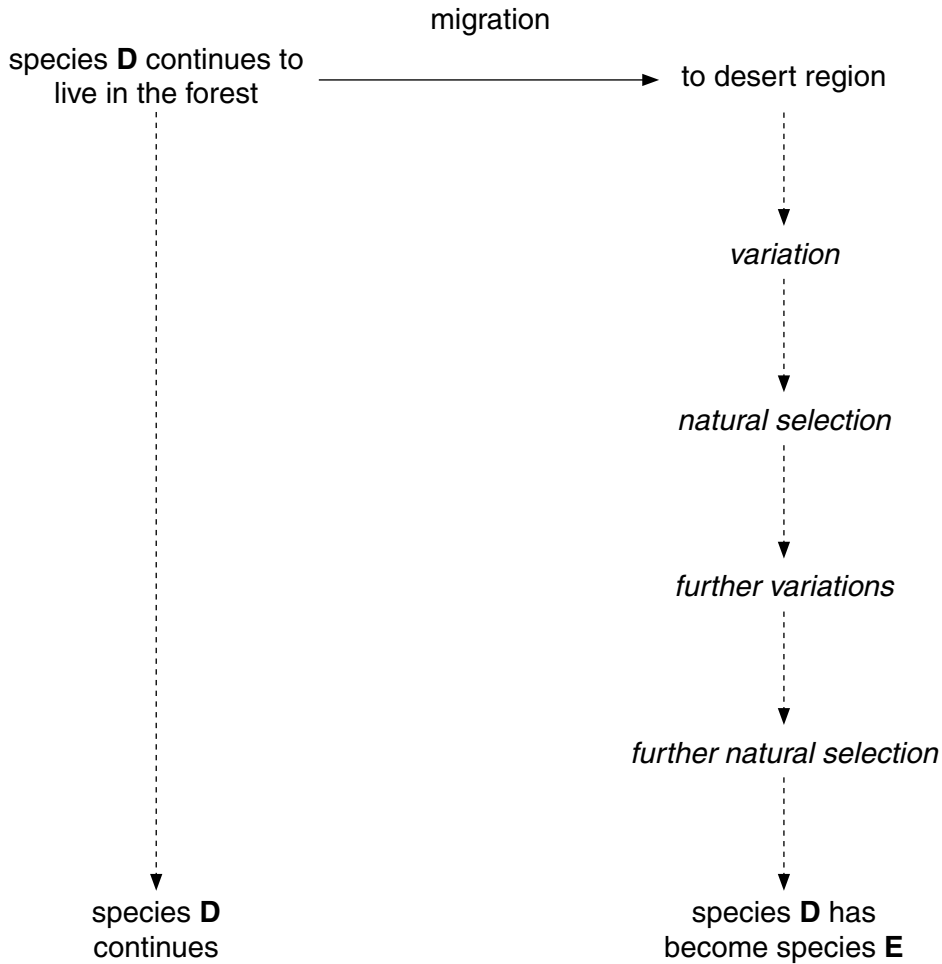 migration
species D continues to
live in the forest
to desert region
variation
natural selection
further variations
further natural selection
species D
continues
species D has
become species E